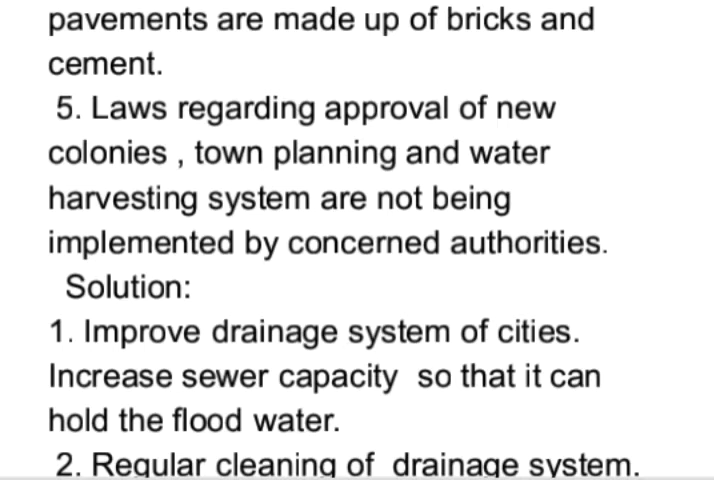 pavements are made up of bricks and
cement.
5. Laws regarding approval of new
colonies , town planning and water
harvesting system are not being
implemented by concerned authorities.
Solution:
1. Improve drainage system of cities.
Increase sewer capacity  so that it can
hold the flood water.
2. Regular cleaning of  drainage system.